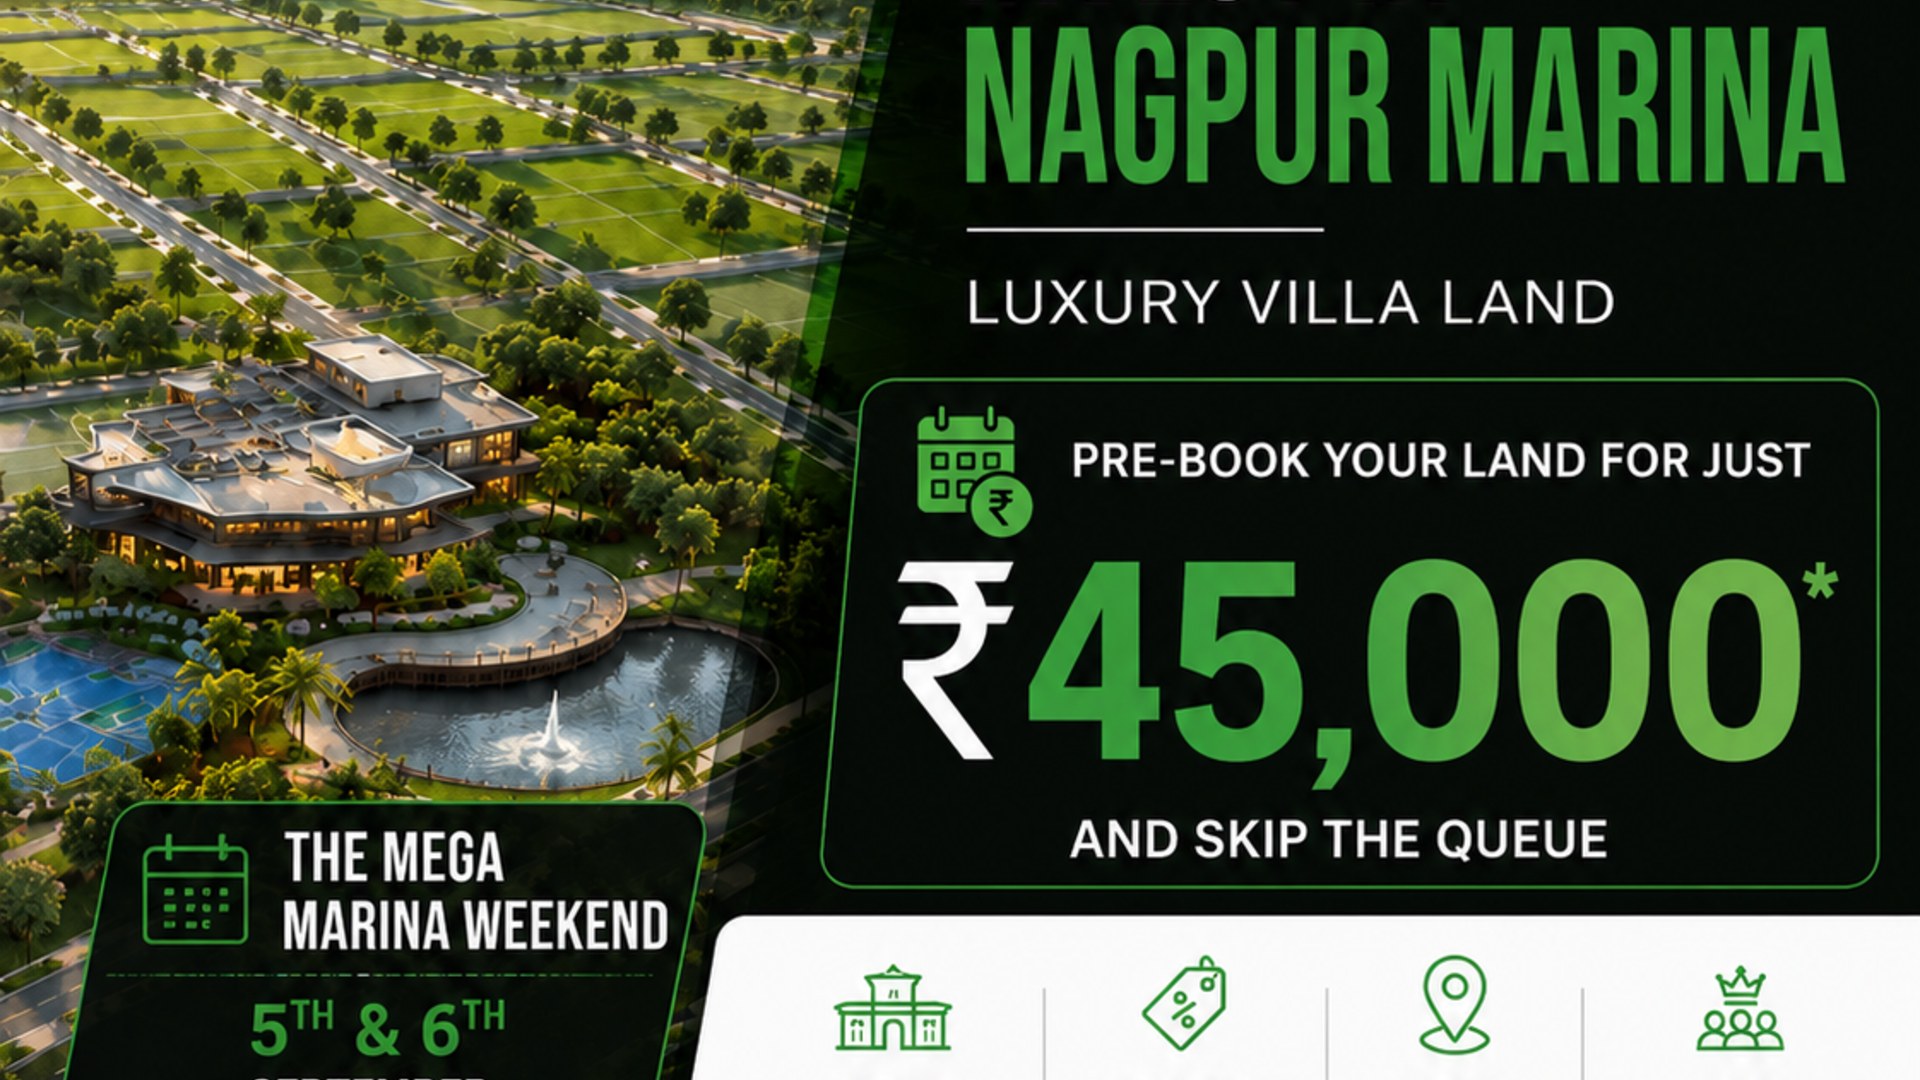 NAGPUR MARINA
LUXURY VILLA LAND
PRE-BOOK YOUR LAND FOR JUST
₹45,000*
AND SKIP THE QUEUE
THE MEGA
MARINA WEEKEND
5TH & 6TH